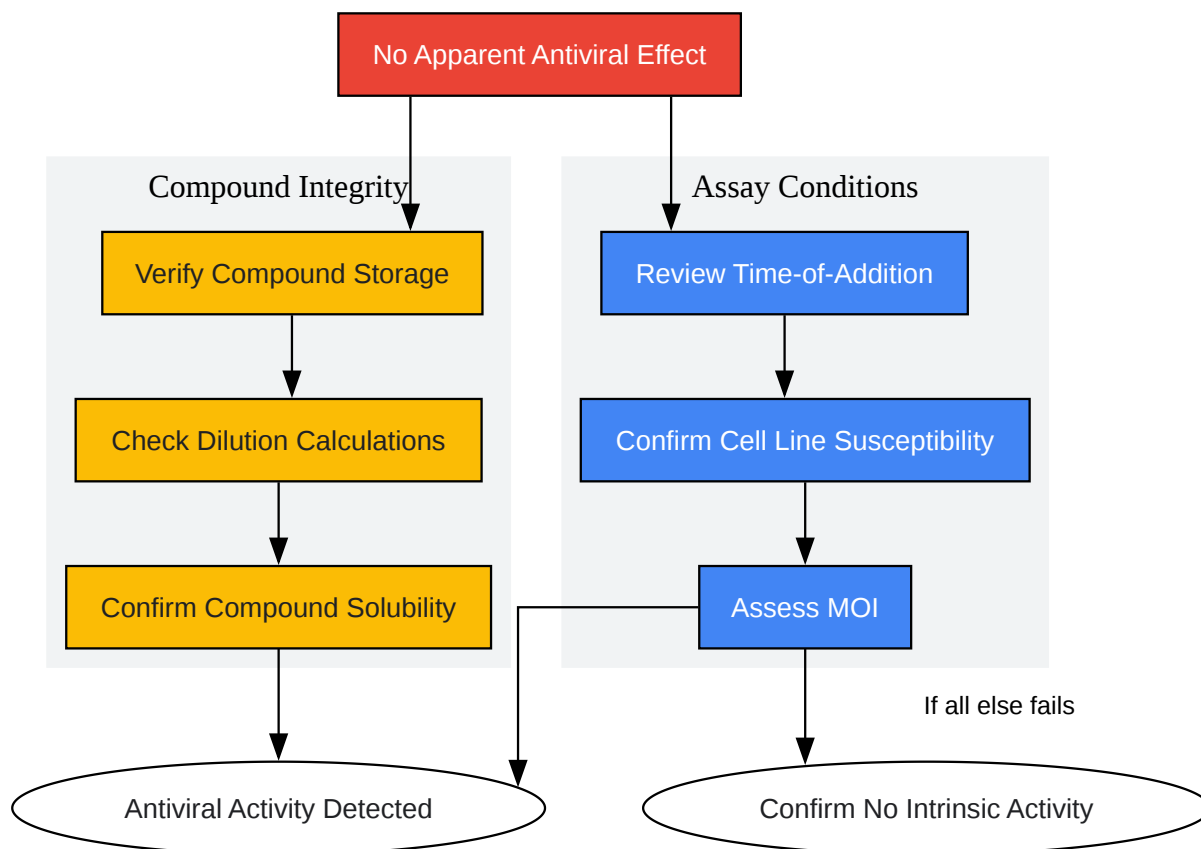 No Apparent Antiviral Effect
Compound Integrity
Assay Conditions
Verify Compound Storage
Review Time-of-Addition
Check Dilution Calculations
Confirm Cell Line Susceptibility
Confirm Compound Solubility
Assess MOI
If all else fails
Antiviral Activity Detected
Confirm No Intrinsic Activity